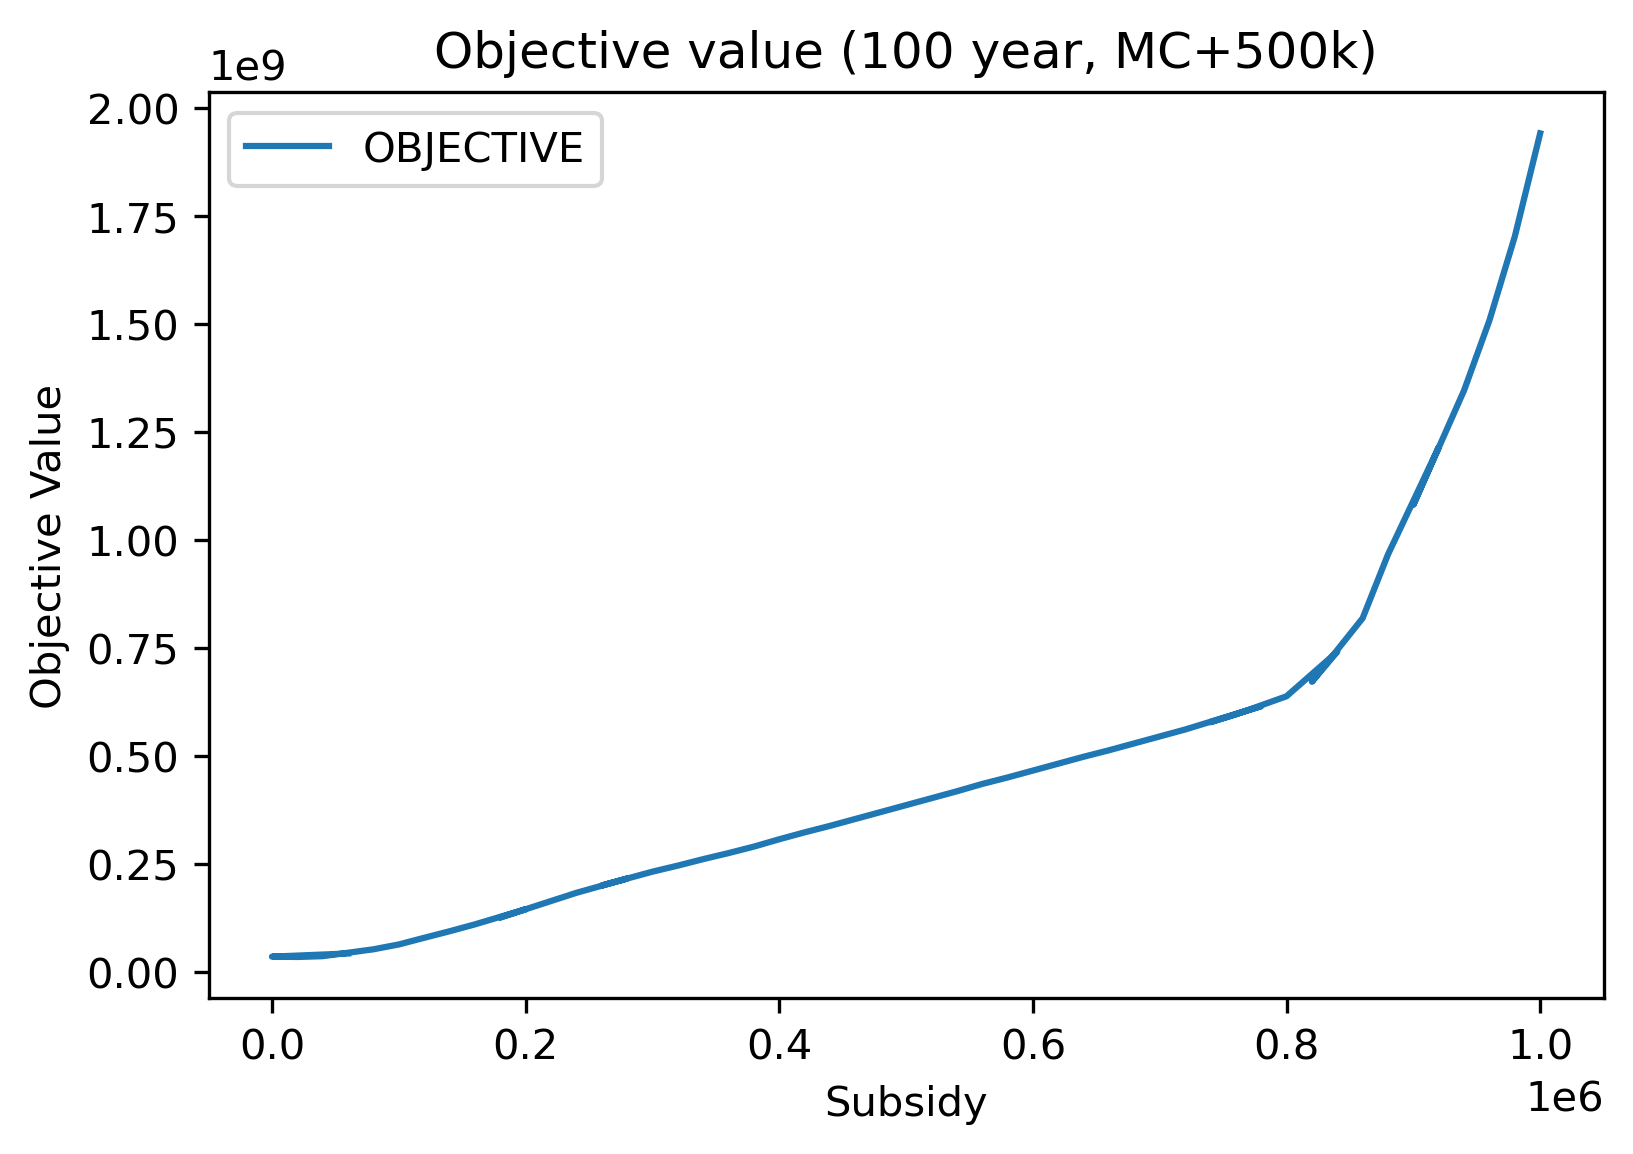 Objective value (100 year, MC+500k)
1e9
OBJECTIVE
2.00
1.75
1.50
1.25
1.00
0.75
0.50
0.25
0.00
Objective Value
0.0 0.2 0.4 0.6 0.8 1.0
1e6
Subsidy